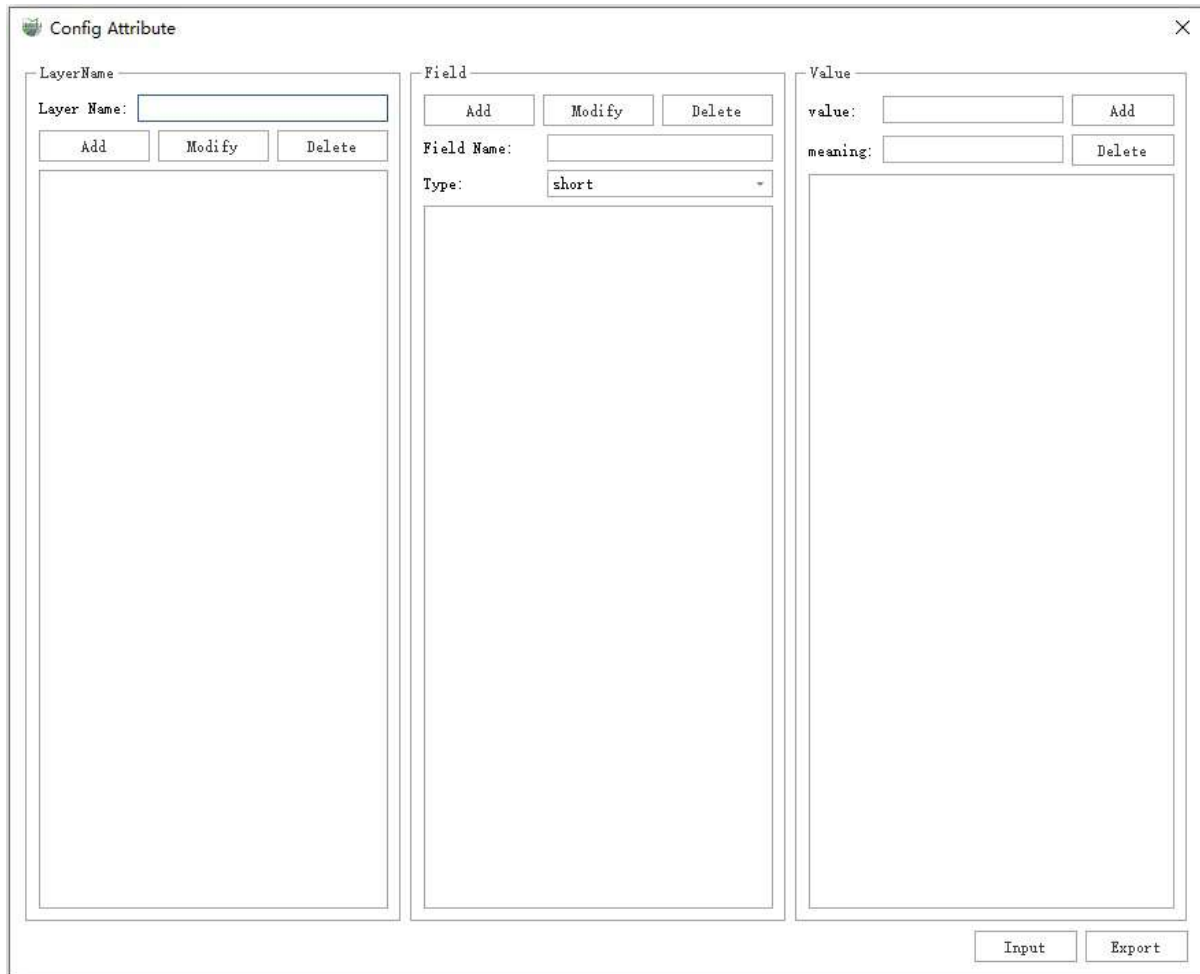 Config Attribute
LayerName
Layer Name:
Add Modify Delete
Field
Add Modify Delete
Field Name:
Type: short
Value
value: Add
meaning: Delete
Input Export